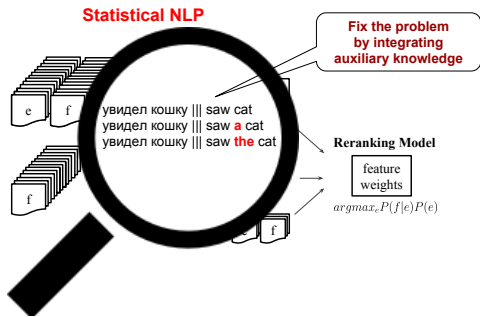 Statistical NLP
Fix the problem
by integrating
auxiliary knowledge
e f
увидел кошку ||| saw cat
увидел кошку ||| saw a cat
увидел кошку ||| saw the cat
Reranking Model
feature
weights
f
argmax_e P(f|e)P(e)
e f